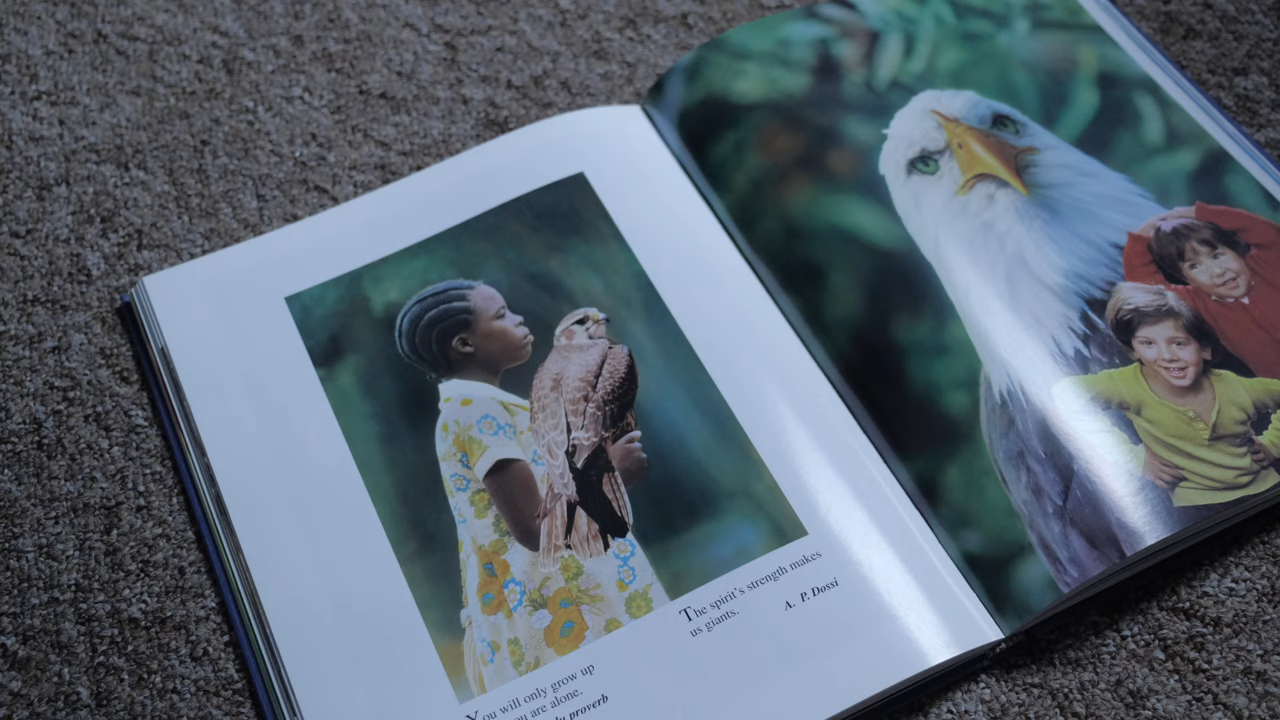 The spirit's strength makes
us giants.
A. P. Dossi
You will only grow up
you are alone.
proverb